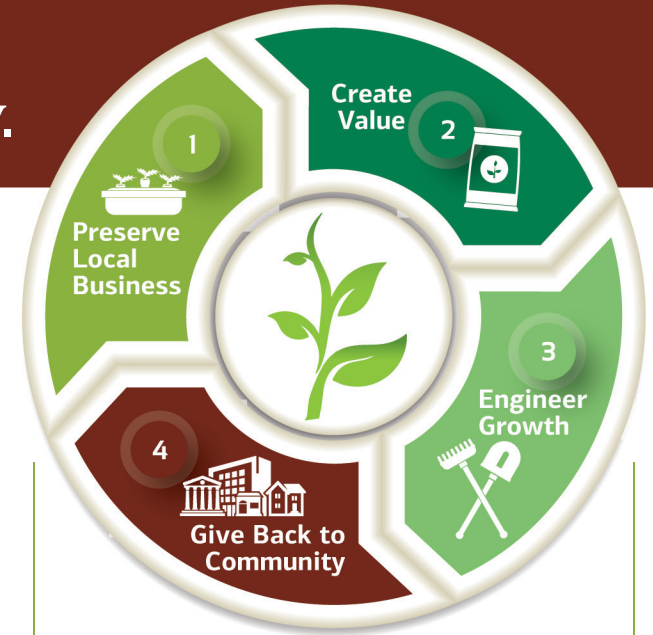 1
Preserve
Local
Business
Create
Value
2
3
Engineer
Growth
4
Give Back to
Community